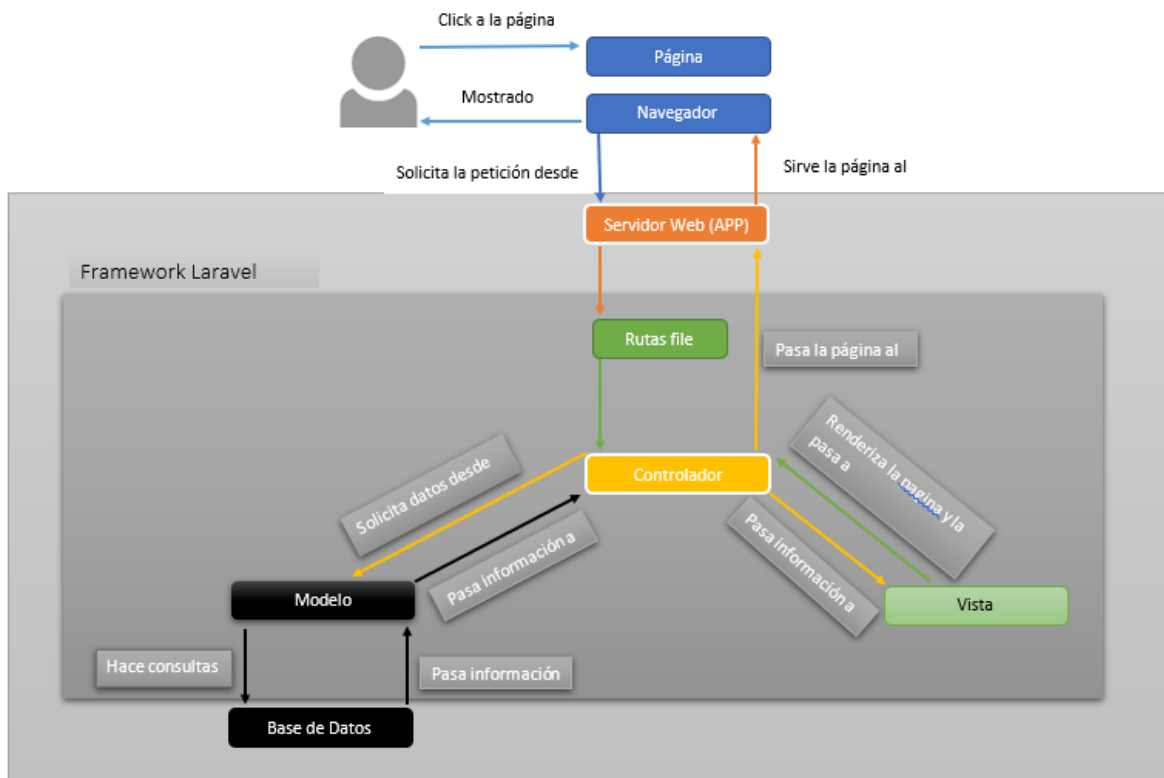 Click a la página
Página
Mostrado
Navegador
Solicita la petición desde
Sirve la página al
Servidor Web (APP)
Framework Laravel
Rutas file
Pasa la página al
Renderiza la pagina y la
pasa a
Controlador
Solicita datos desde
Pasa información a
Pasa información a
Modelo
Vista
Hace consultas
Pasa información
Base de Datos